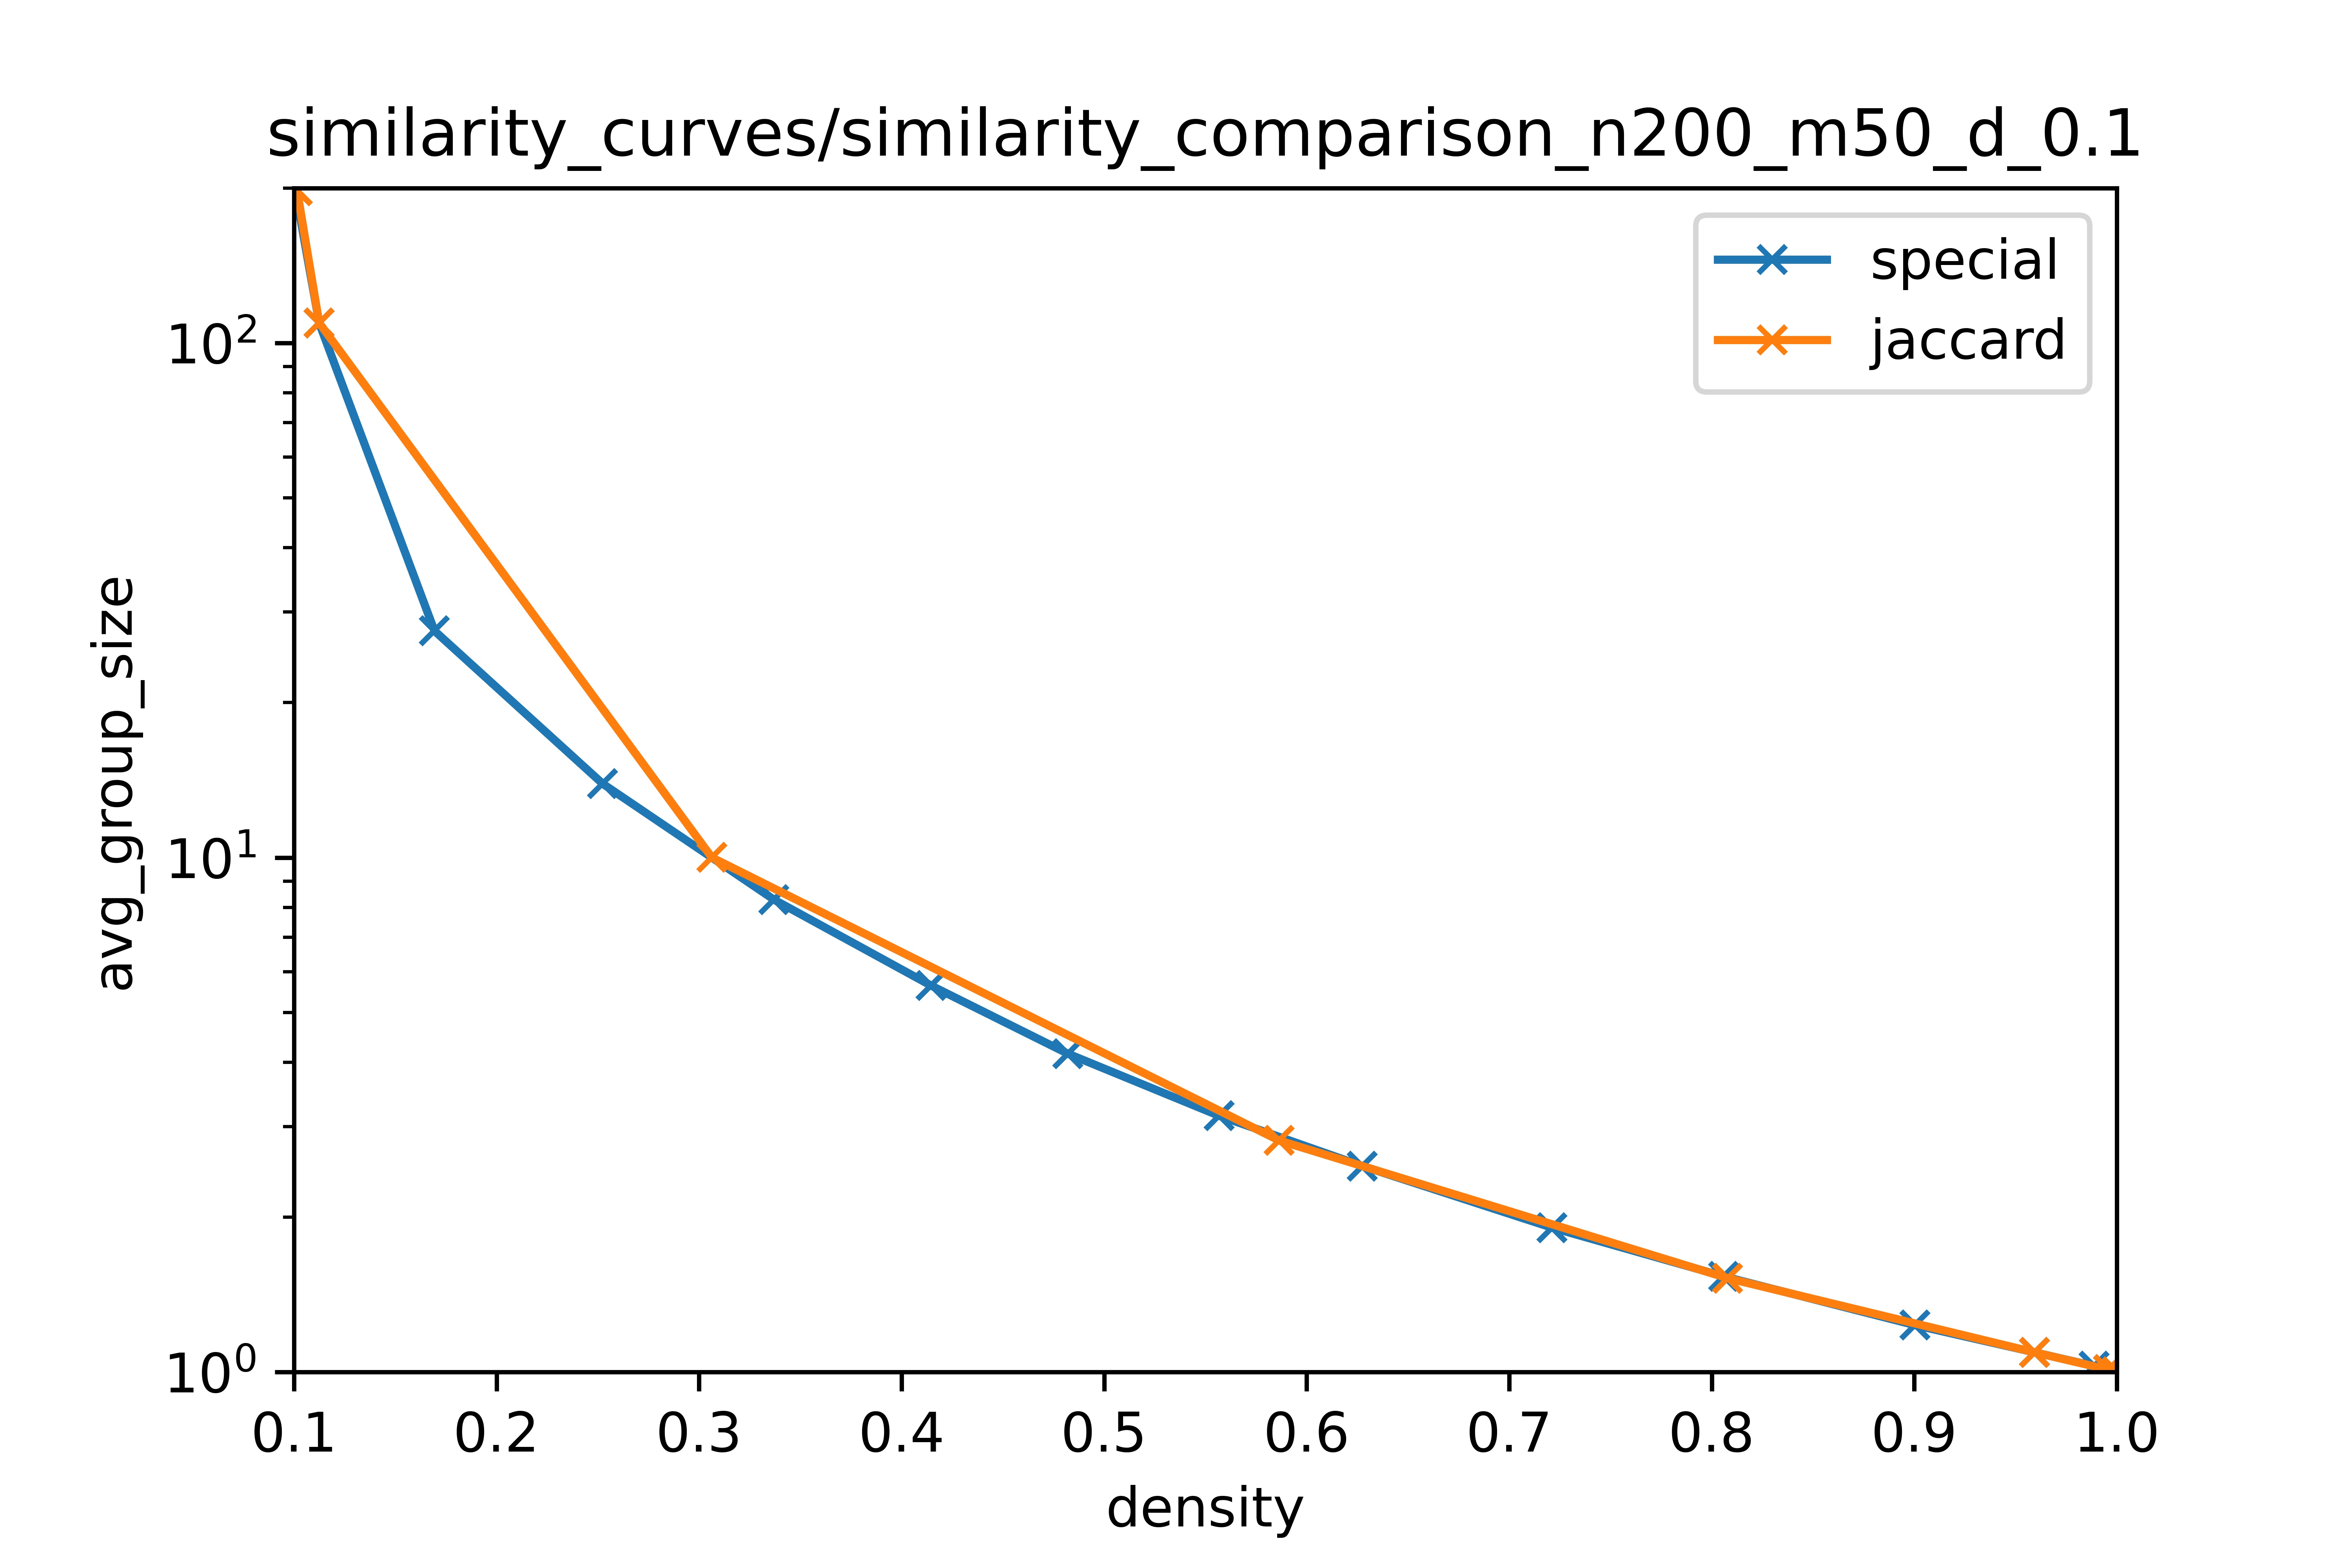 similarity_curves/similarity_comparison_n200_m50_d_0.1
special
jaccard
avg_group_size
10²
10¹
10⁰
0.1 0.2 0.3 0.4 0.5 0.6 0.7 0.8 0.9 1.0
density